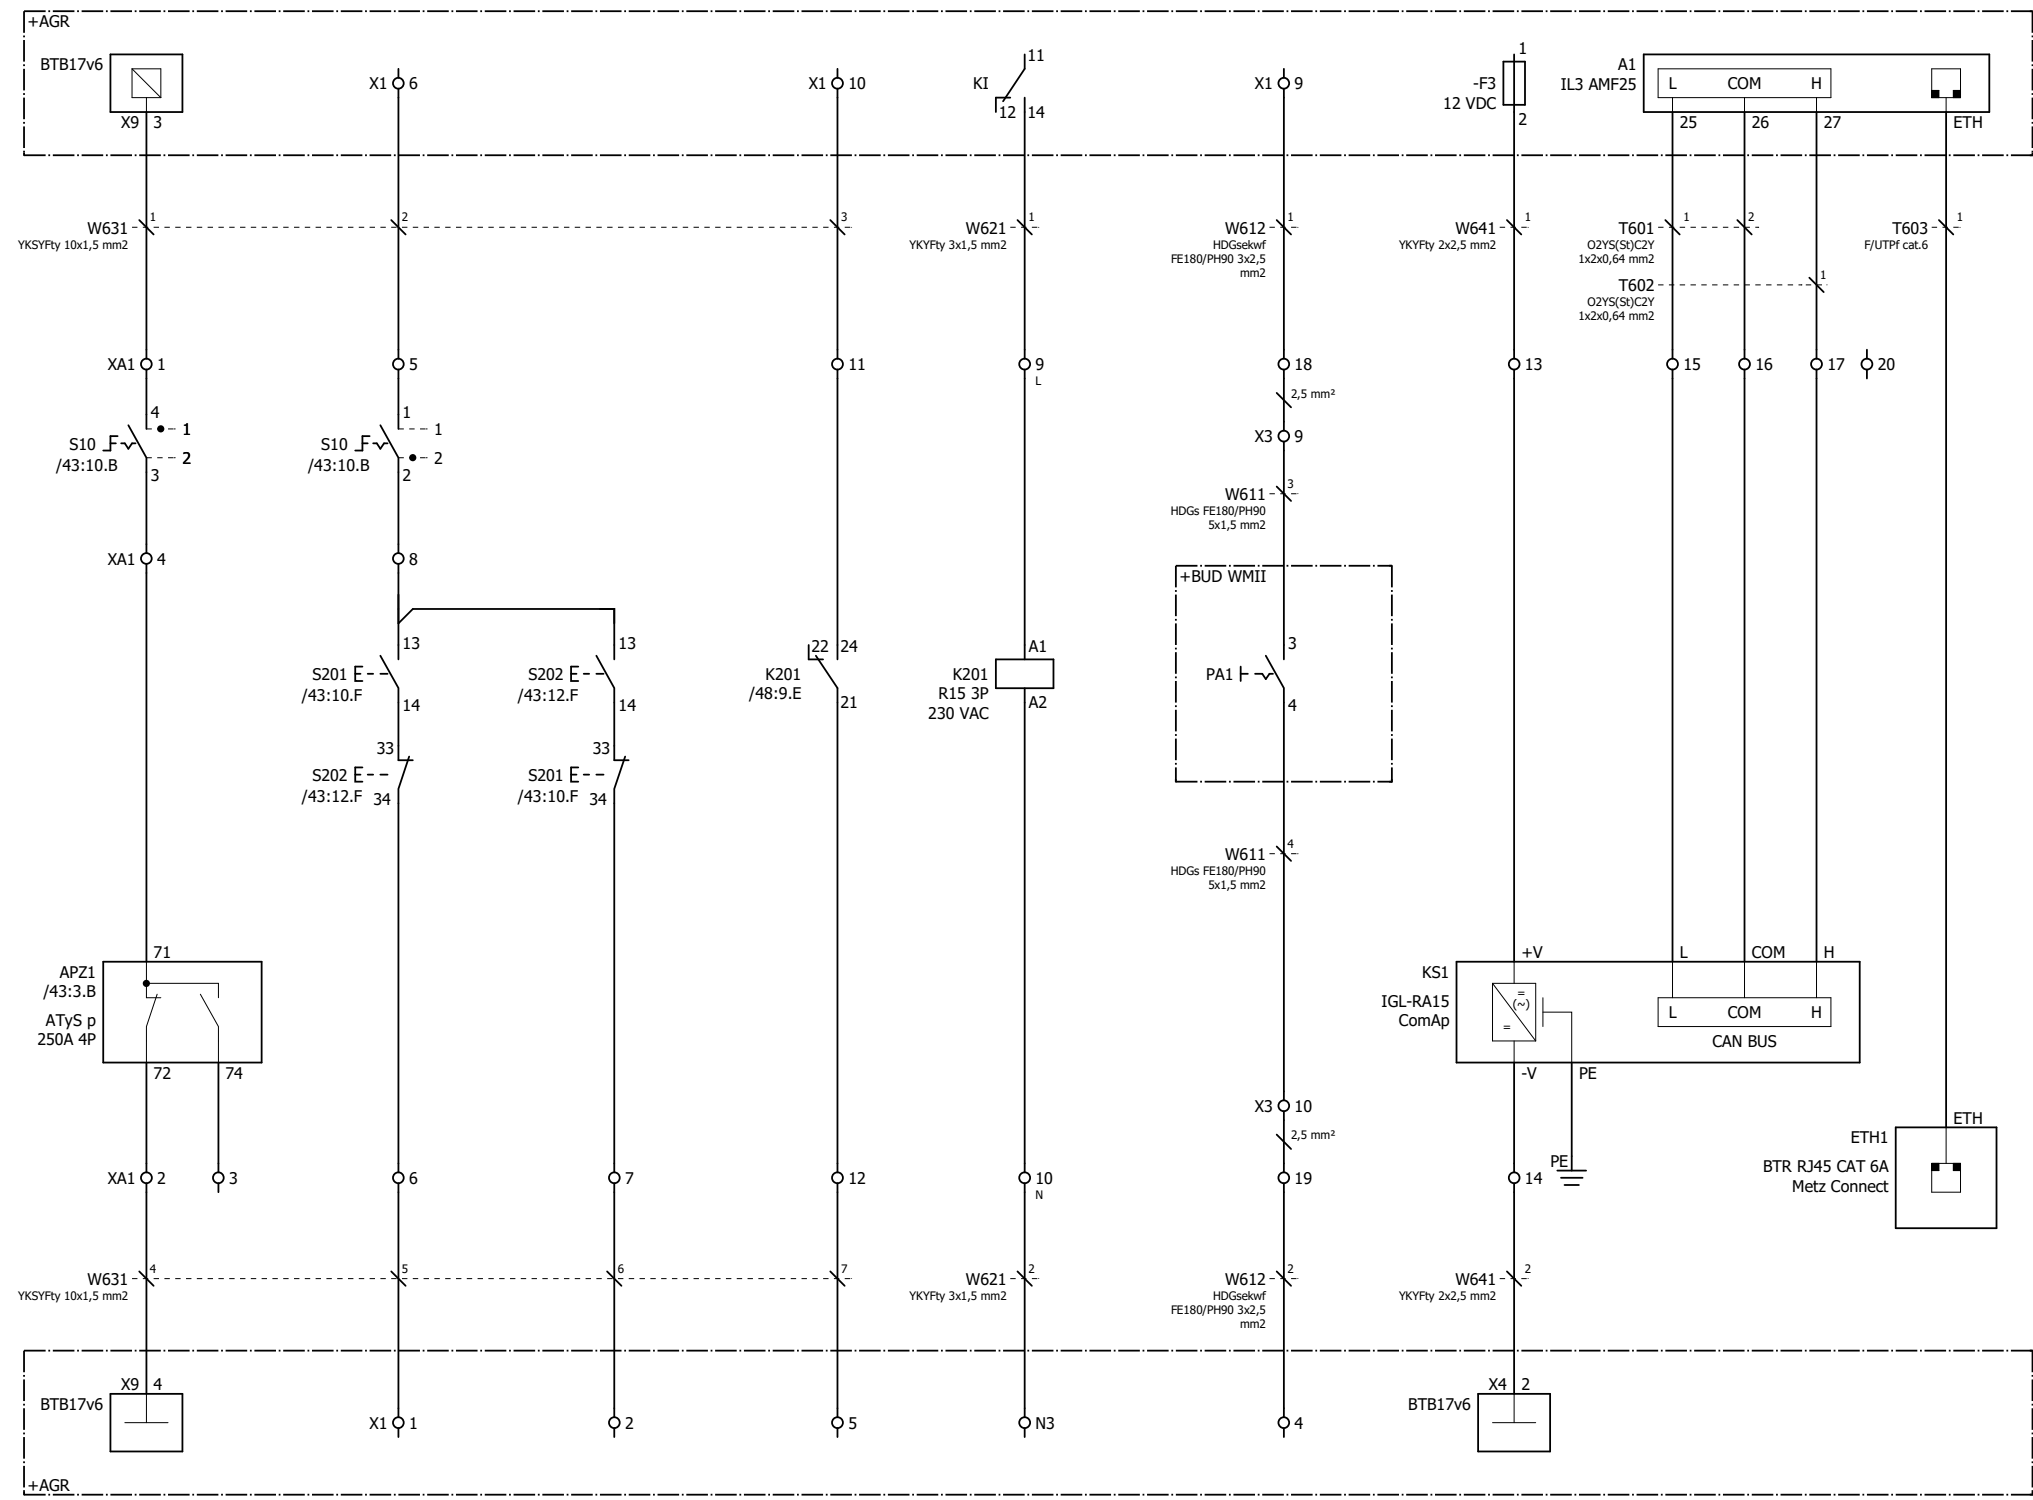 +AGR
BTB17v6
X9 3
X1 6
X1 10
KI
11
12 14
X1 9
1
-F3
12 VDC
2
A1
IL3 AMF25
L COM H
25 26 27
ETH
W631
YKSYFty 10x1,5 mm2
1
2
3
W621
YKYFty 3x1,5 mm2
1
W612
HDGsekwf
FE180/PH90 3x2,5
mm2
1
W641
YKYFty 2x2,5 mm2
1
T601
O2YS(St)C2Y
1x2x0,64 mm2
1
2
T602
O2YS(St)C2Y
1x2x0,64 mm2
1
T603
F/UTPf cat.6
1
XA1 1
5
11
9
L
18
13
15
16
17
20
2,5 mm²
X3 9
4
1
S10
/43:10.B
2
3
1
1
S10
/43:10.B
2
2
W611
HDGs FE180/PH90
5x1,5 mm2
3
XA1 4
8
+BUD WMII
13
S201
/43:10.F
14
13
S202
/43:12.F
14
22 24
K201
/48:9.E
21
A1
K201
R15 3P
230 VAC
A2
3
PA1
4
33
S202
/43:12.F
34
33
S201
/43:10.F
34
W611
HDGs FE180/PH90
5x1,5 mm2
4
71
APZ1
/43:3.B
ATyS p
250A 4P
72 74
+V
KS1
IGL-RA15
ComAp
=
(~)
=
-V
PE
L COM H
L COM H
CAN BUS
X3 10
2,5 mm²
PE
ETH
ETH1
BTR RJ45 CAT 6A
Metz Connect
XA1 2
3
6
7
12
10
N
19
14
W631
YKSYFty 10x1,5 mm2
4
5
6
7
W621
YKYFty 3x1,5 mm2
2
W612
HDGsekwf
FE180/PH90 3x2,5
mm2
2
W641
YKYFty 2x2,5 mm2
2
X9 4
BTB17v6
X1 1
2
5
N3
4
X4 2
BTB17v6
+AGR